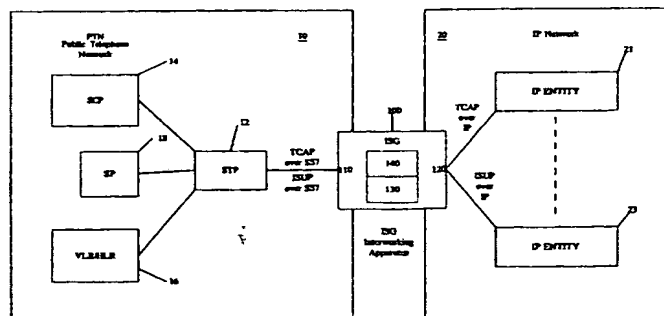 PTN
Public Telephone
Network
10
20
IP Network
14
SCP
18
SP
12
STP
VLR/HLR
16
TCAP
over SS7
ISUP
over SS7
100
ISG
110
140
130
120
ISG
Interworking
Apparatus
TCAP
over
IP
ISUP
over
IP
21
IP ENTITY
23
IP ENTITY